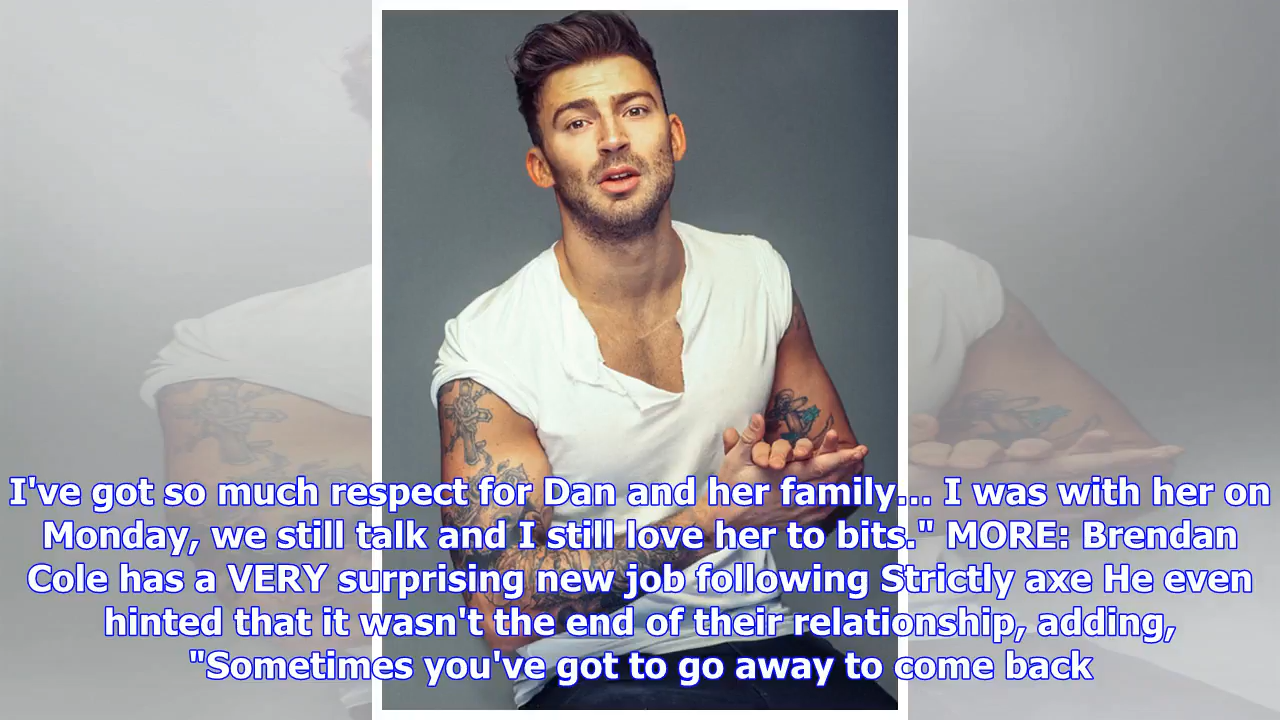 I've got so much respect for Dan and her family... I was with her on
Monday, we still talk and I still love her to bits." MORE: Brendan
Cole has a VERY surprising new job following Strictly axe He even
hinted that it wasn't the end of their relationship, adding,
"Sometimes you've got to go away to come back